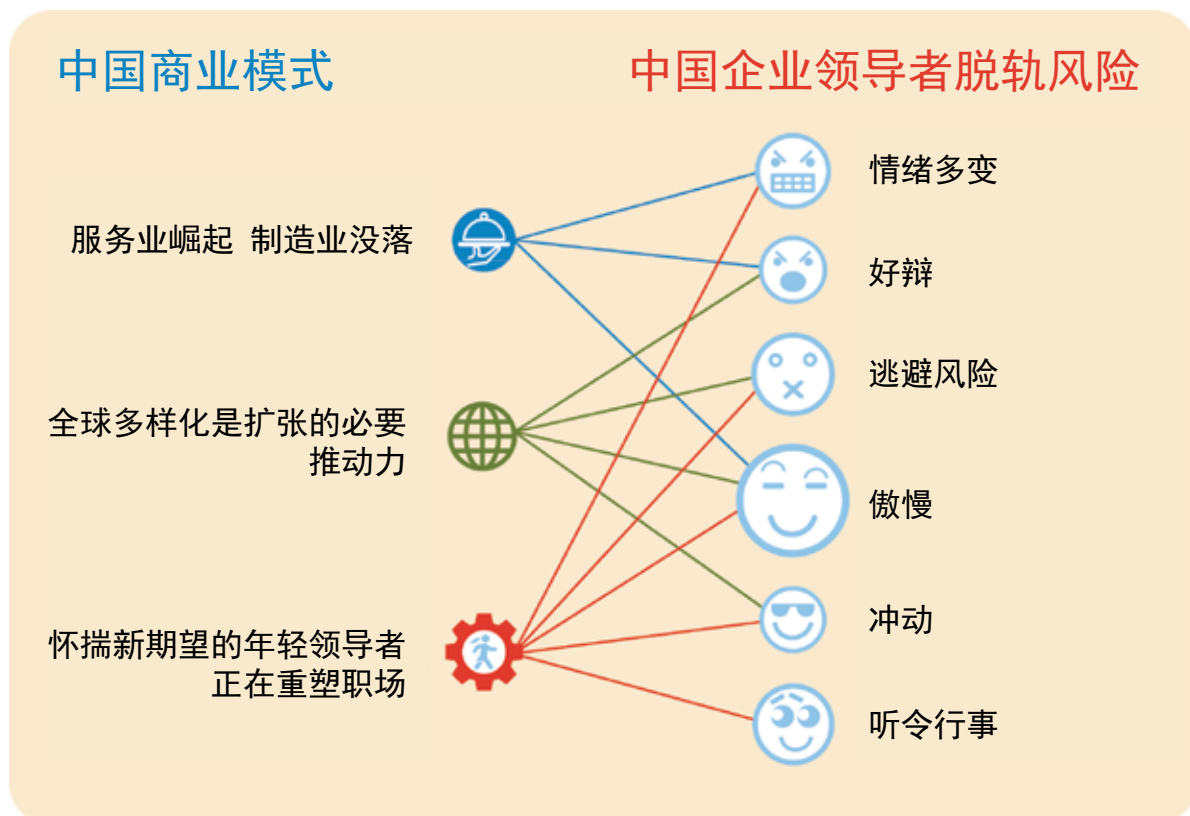 中国商业模式
中国企业领导者脱轨风险
服务业崛起 制造业没落
全球多样化是扩张的必要
推动力
怀揣新期望的年轻领导者
正在重塑职场
情绪多变
好辩
逃避风险
傲慢
冲动
听令行事